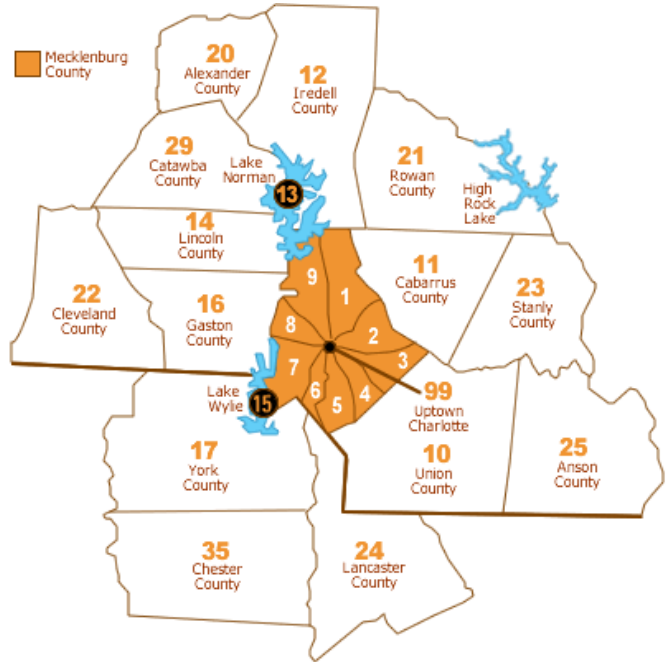 Mecklenburg
County
20
Alexander
County
12
Iredell
County
29
Catawba
County
Lake
Norman
13
21
Rowan
County
High
Rock
Lake
14
Lincoln
County
22
Cleveland
County
16
Gaston
County
9
1
8
2
7
3
6
5
4
11
Cabarrus
County
23
Stanly
County
Lake
Wylie
15
99
Uptown
Charlotte
10
Union
County
25
Anson
County
17
York
County
35
Chester
County
24
Lancaster
County